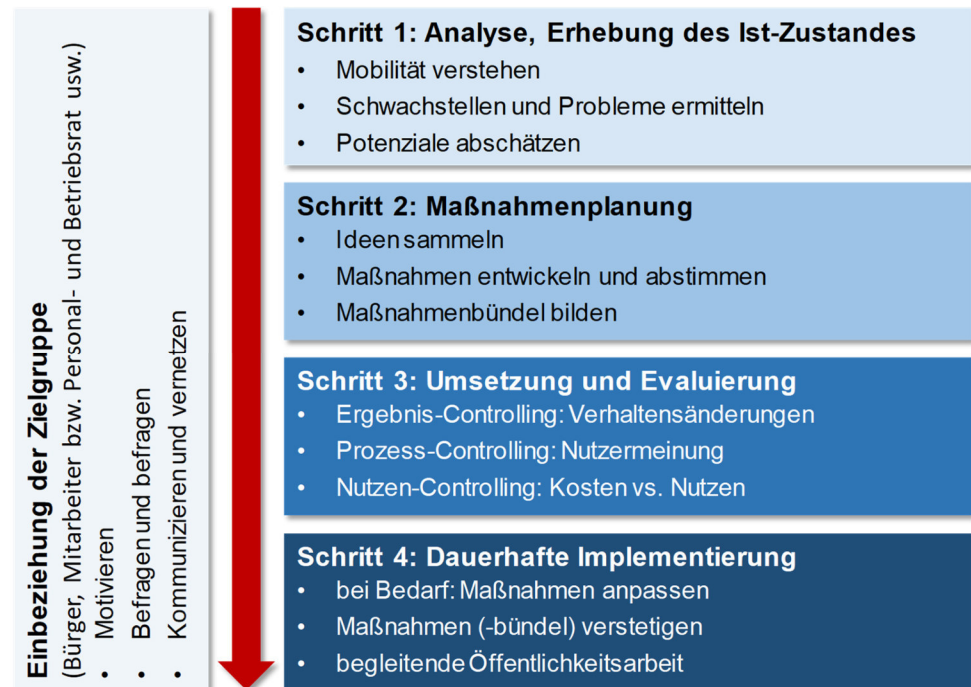 Einbeziehung der Zielgruppe
(Bürger, Mitarbeiter bzw. Personal- und Betriebsrat usw.)
• Motivieren
• Befragen und befragen
• Kommunizieren und vernetzen
Schritt 1: Analyse, Erhebung des Ist-Zustandes
• Mobilität verstehen
• Schwachstellen und Probleme ermitteln
• Potenziale abschätzen
Schritt 2: Maßnahmenplanung
• Ideen sammeln
• Maßnahmen entwickeln und abstimmen
• Maßnahmenbündel bilden
Schritt 3: Umsetzung und Evaluierung
• Ergebnis-Controlling: Verhaltensänderungen
• Prozess-Controlling: Nutzermeinung
• Nutzen-Controlling: Kosten vs. Nutzen
Schritt 4: Dauerhafte Implementierung
• bei Bedarf: Maßnahmen anpassen
• Maßnahmen (-bündel) verstetigen
• begleitende Öffentlichkeitsarbeit